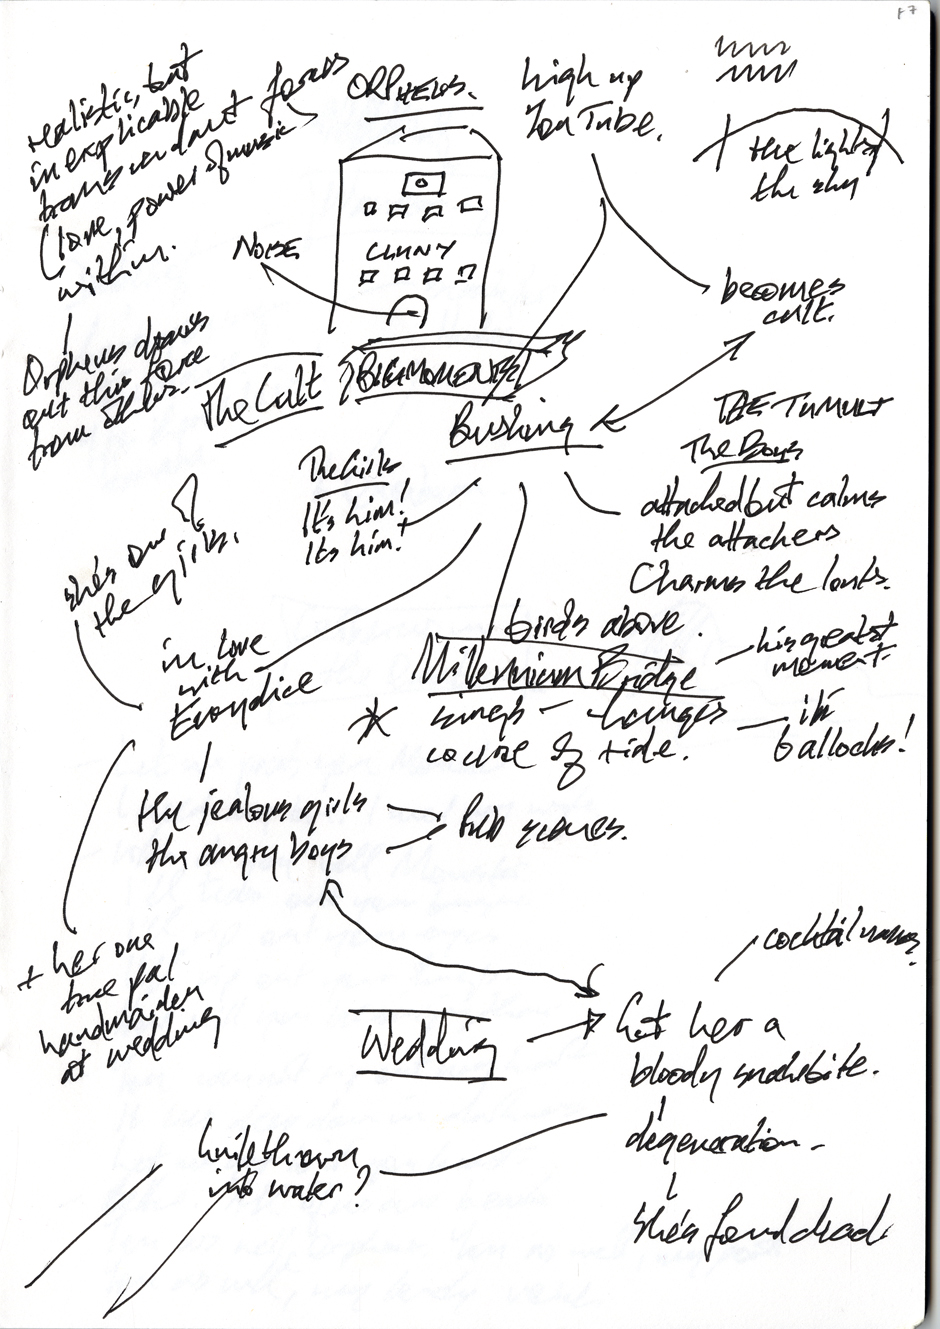 realistic, but
inexplicable
transcendent forces
(love, power of music
within.
Orpheus draws
out this force
from others.
ORPHEUS.
high up
YouTube.
the light of
the sky
NOISE
CLUNY
becomes
cult.
The Cult
BIG MOMENTS
Busking
The Girls
It's him!
It's him!
THE TUMULT
The Boys
attacked but calms
the attackers
Charms the louts.
she's one of
the girls.
in love
with
Eurydice
birds above.
Millennium Bridge
sings – changes
course of tide.
his greatest
moment.
it's
bollocks!
the jealous girls
the angry boys
pub scenes.
+ her one
true pal
handmaiden
at wedding
Wedding
cocktail names?
Get her a
bloody snakebite.
degeneration –
she's found dead.
knife thrown
into water?